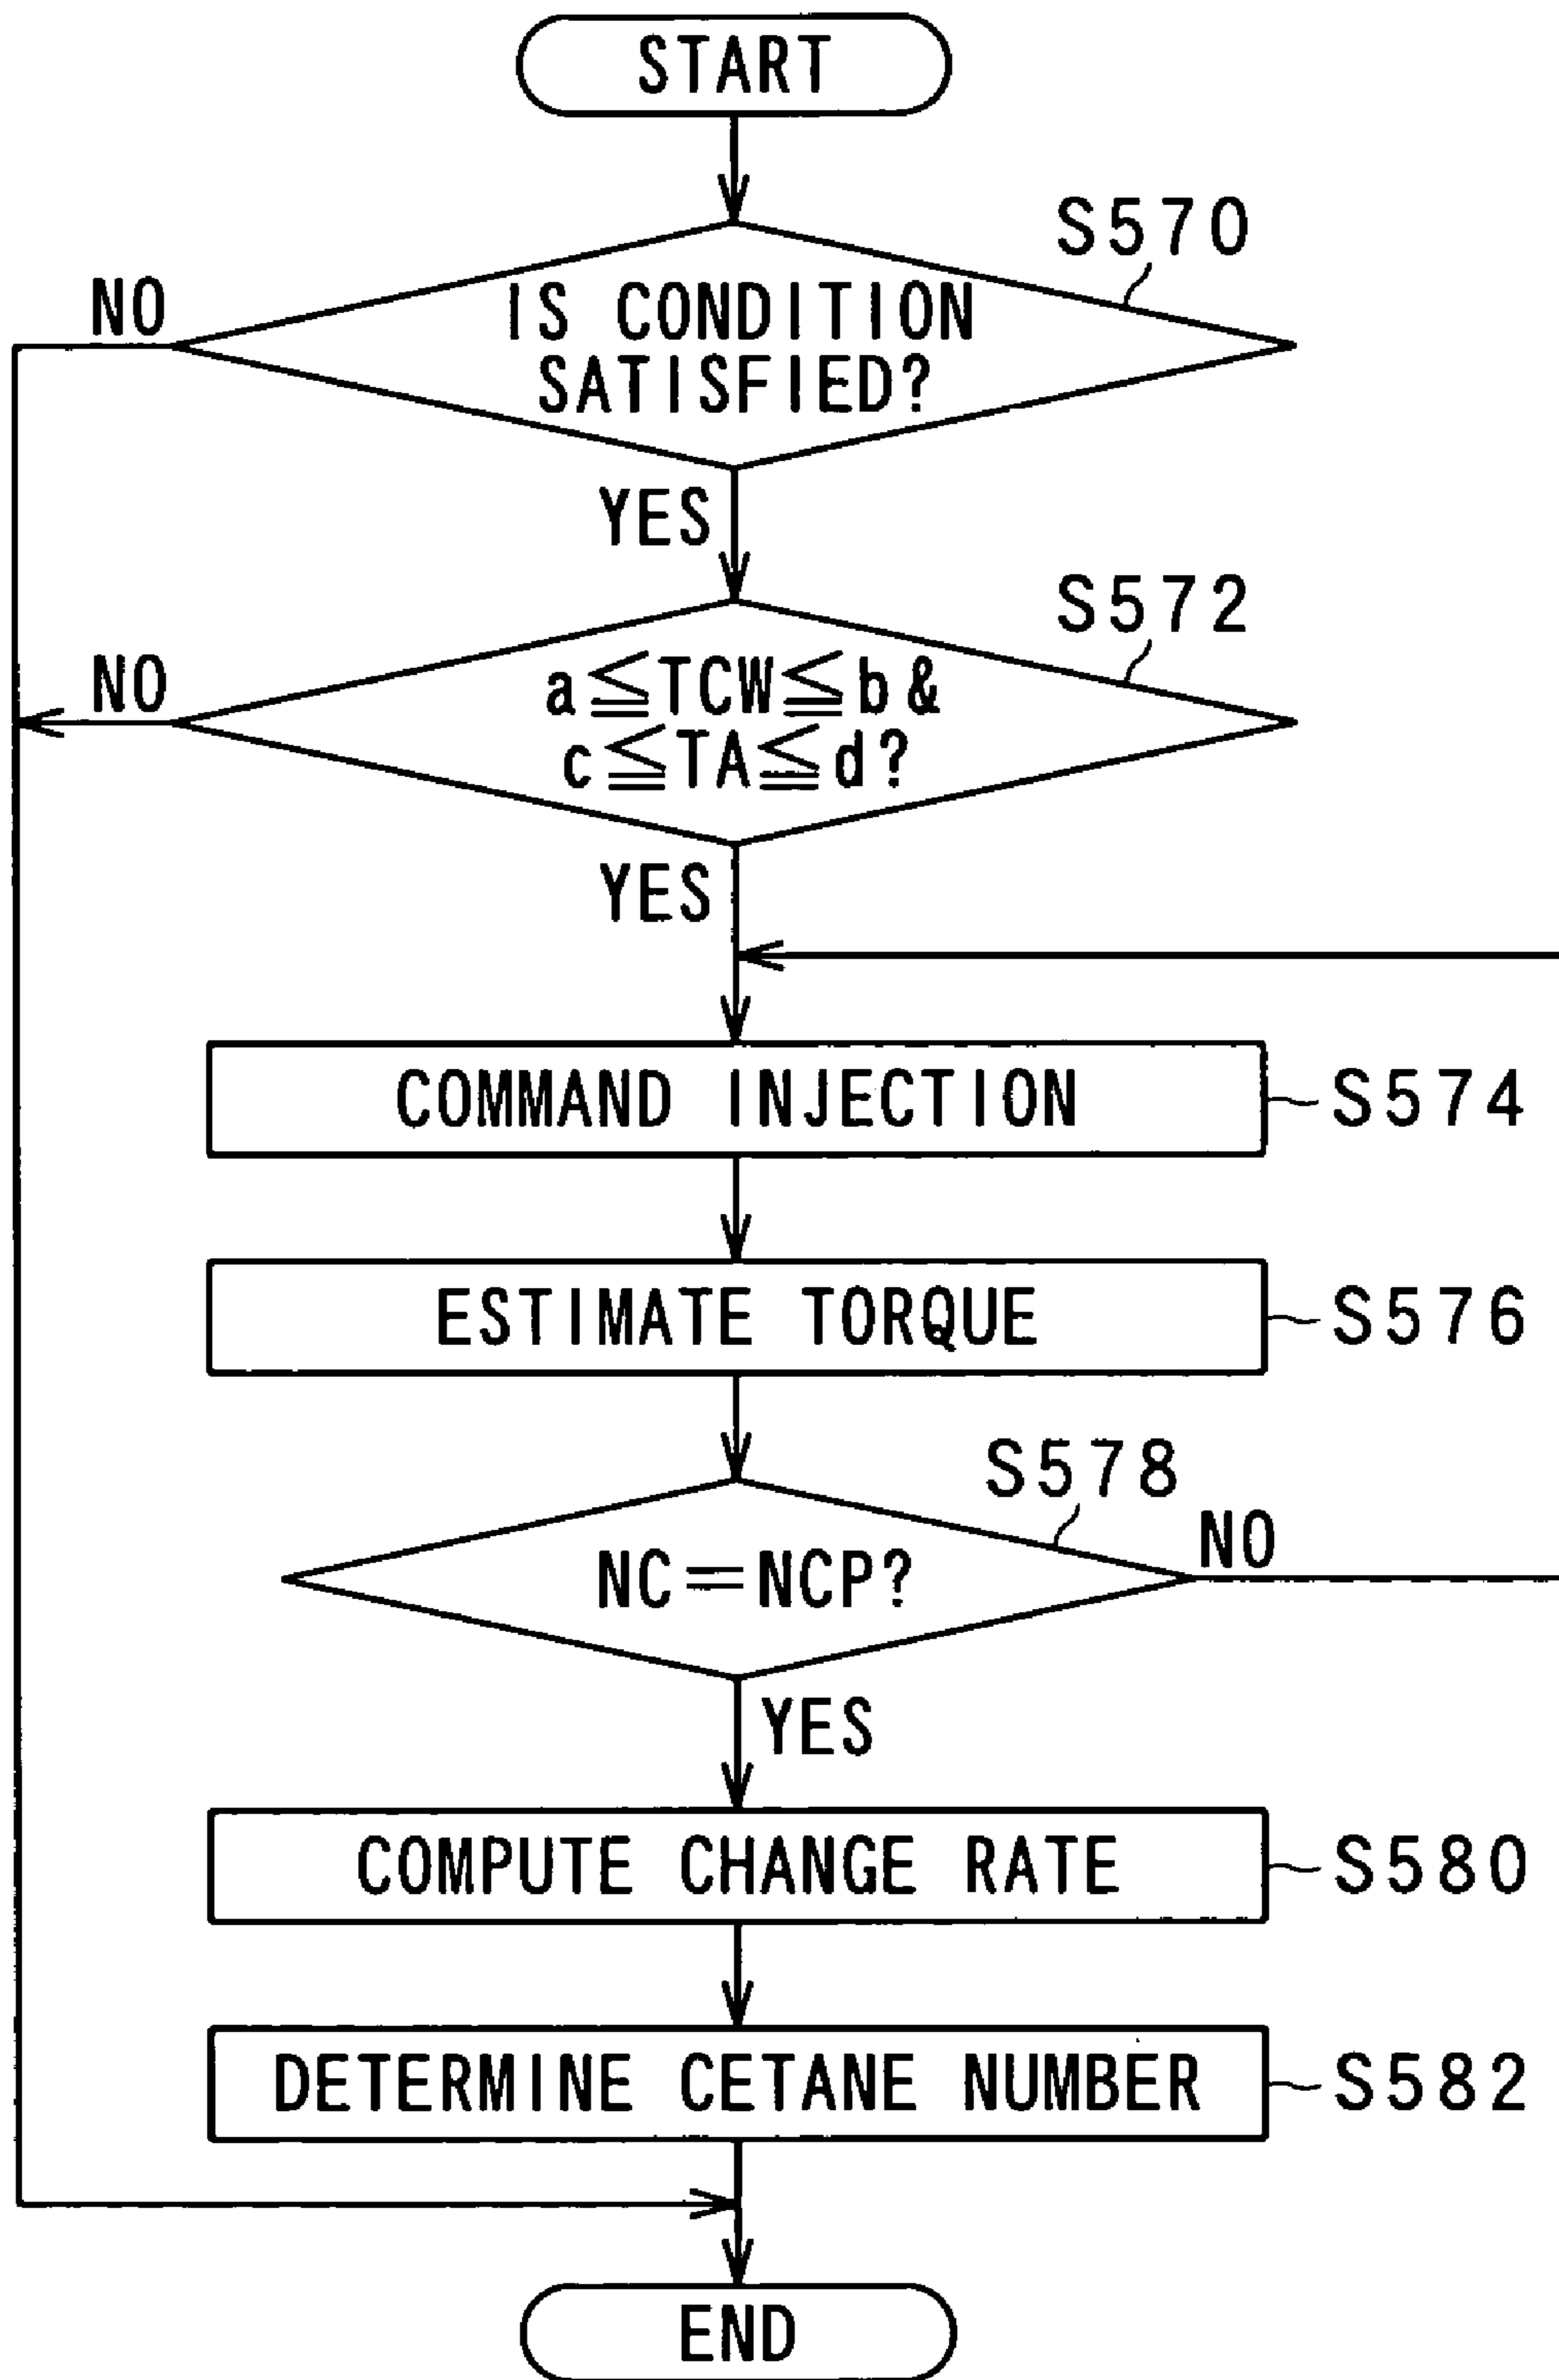 START
S570
NO
IS CONDITION
SATISFIED?
YES
S572
NO
a≦TCW≦b&
c≦TA≦d?
YES
COMMAND INJECTION
S574
ESTIMATE TORQUE
S576
S578
NO
NC=NCP?
YES
COMPUTE CHANGE RATE
S580
DETERMINE CETANE NUMBER
S582
END